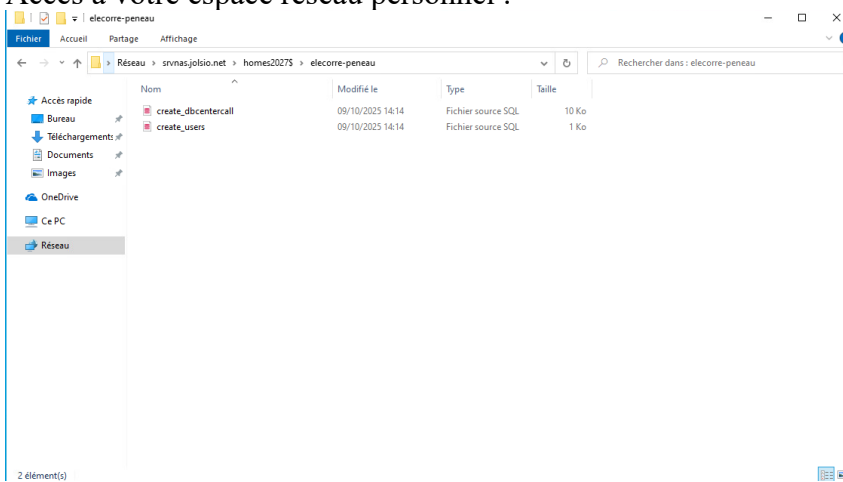 Accès à votre espace réseau personnel :
elecorre-peneau
Fichier Accueil Partage Affichage
Réseau > srvnas.jolsio.net > homes2027$ > elecorre-peneau
Rechercher dans : elecorre-peneau
Nom Modifié le Type Taille
create_dbcentercall 09/10/2025 14:14 Fichier source SQL 10 Ko
create_users 09/10/2025 14:14 Fichier source SQL 1 Ko
Accès rapide
Bureau
Téléchargements
Documents
Images
OneDrive
Ce PC
Réseau
2 élément(s)